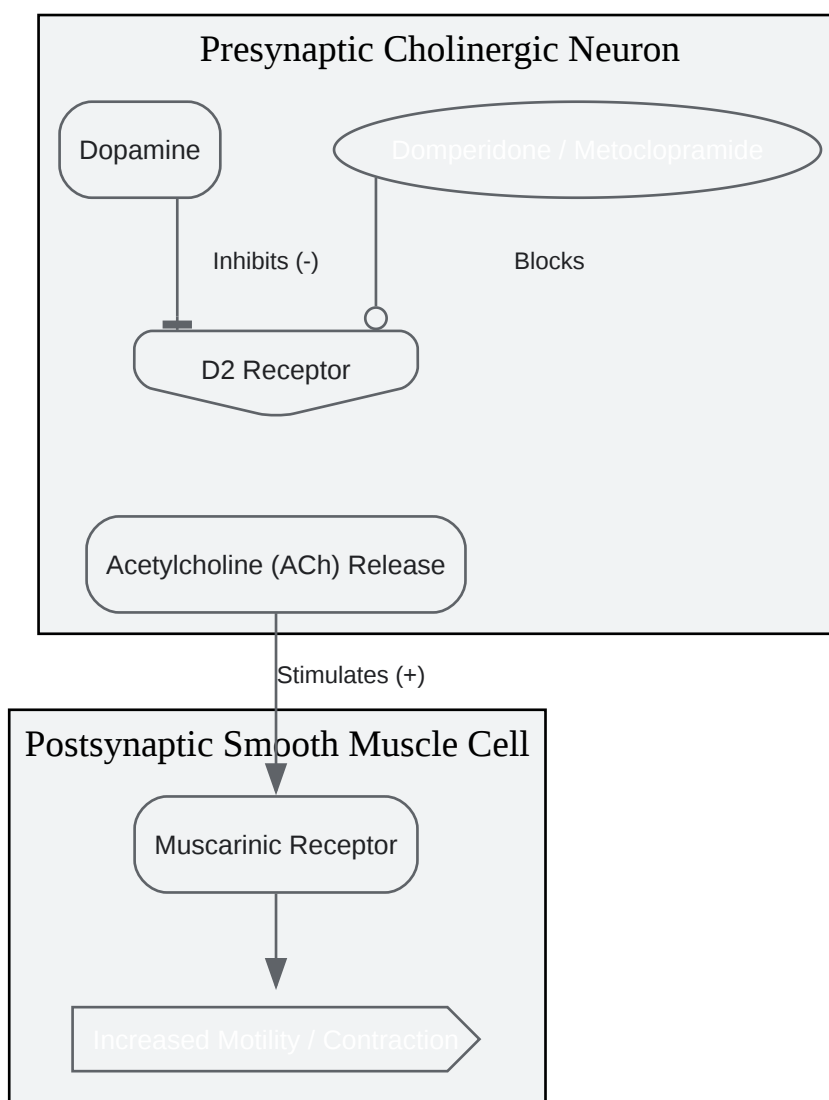 Presynaptic Cholinergic Neuron
Dopamine
Domperidone / Metoclopramide
Inhibits (-)
Blocks
D2 Receptor
Acetylcholine (ACh) Release
Stimulates (+)
Postsynaptic Smooth Muscle Cell
Muscarinic Receptor
Increased Motility / Contraction